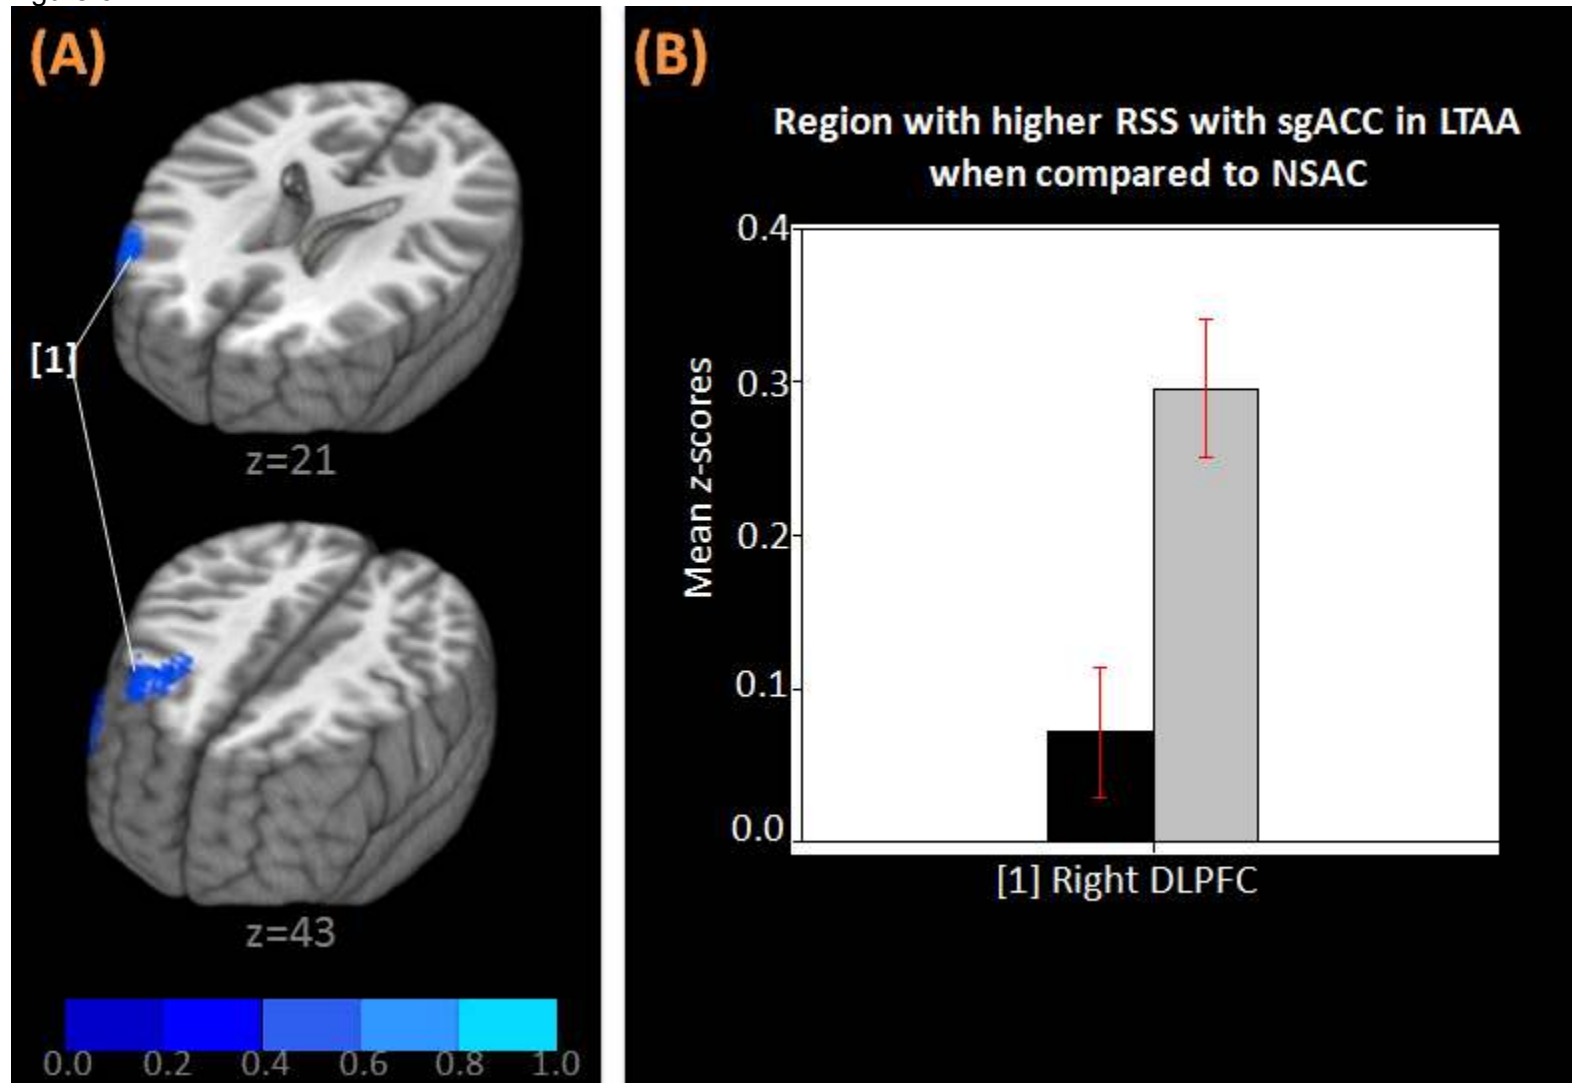 (A)
[1]
z=21
z=43
0.0 0.2 0.4 0.6 0.8 1.0
(B)
Region with higher RSS with sgACC in LTAA
when compared to NSAC
Mean z-scores
0.4
0.3
0.2
0.1
0.0
[1] Right DLPFC